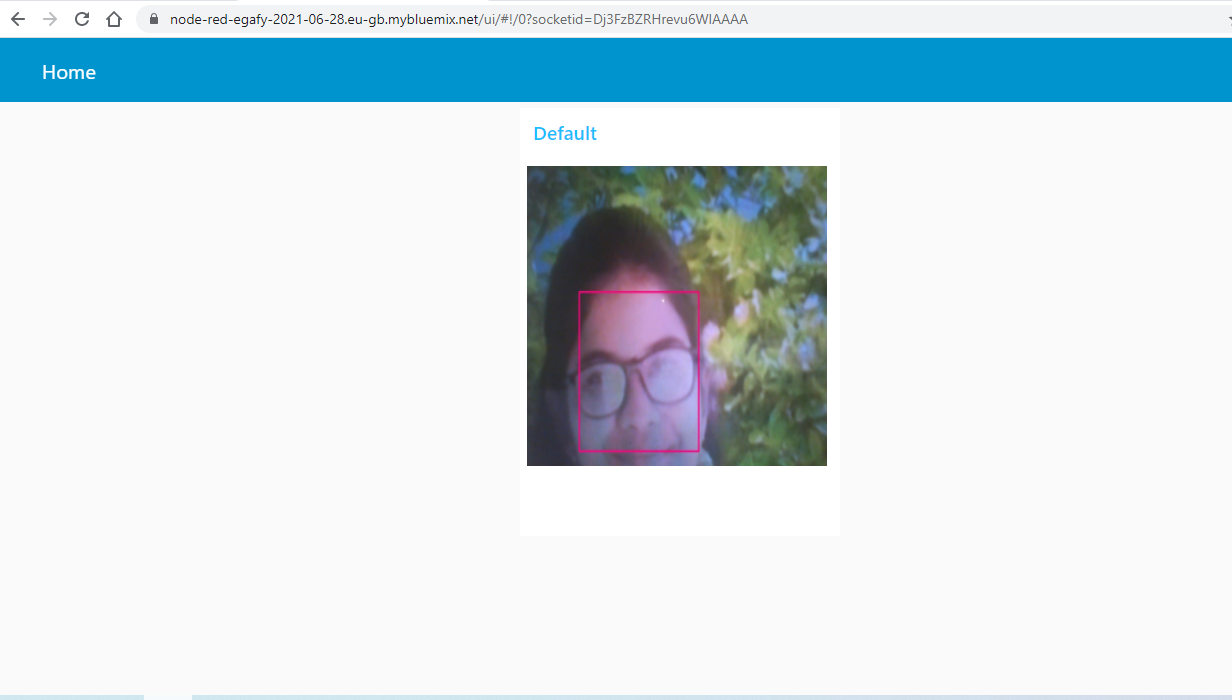 node-red-egafy-2021-06-28.eu-gb.mybluemix.net/ui/#!/0?socketid=Dj3FzBZRHrevu6WIAAAA
Home
Default